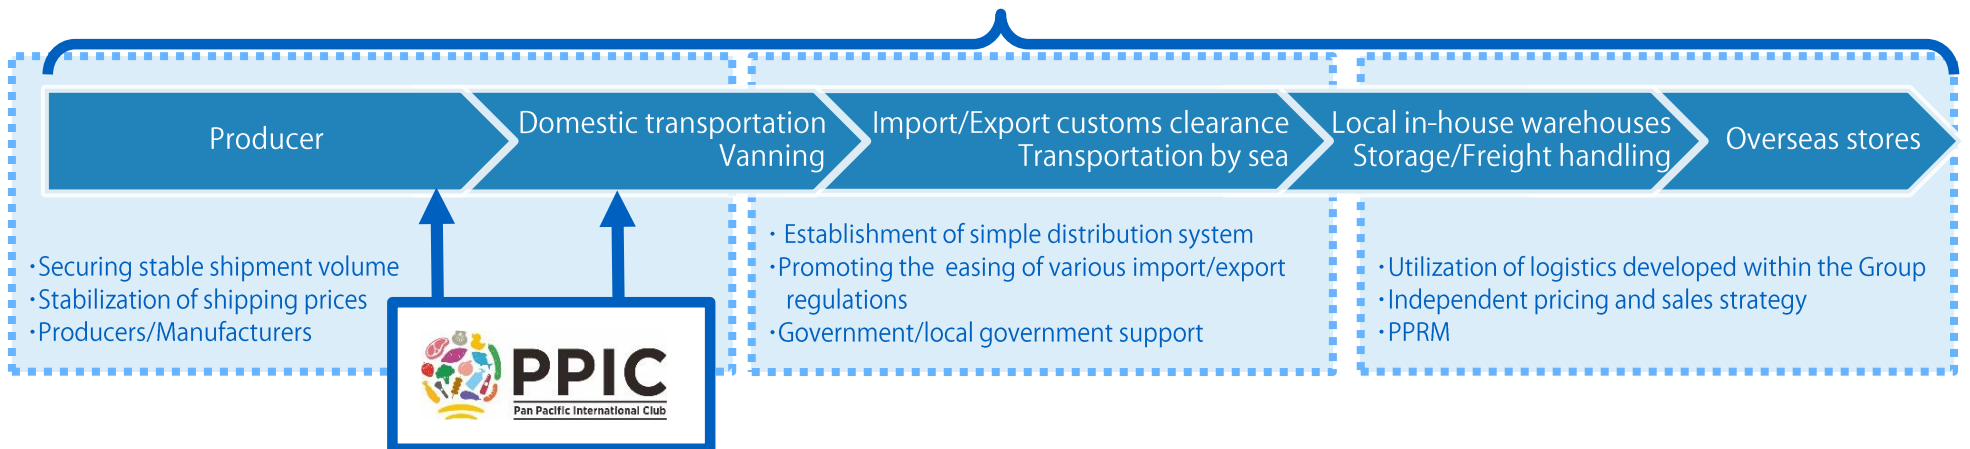 Producer
Domestic transportation
Vanning
Import/Export customs clearance
Transportation by sea
Local in-house warehouses
Storage/Freight handling
Overseas stores
・Securing stable shipment volume
・Stabilization of shipping prices
・Producers/Manufacturers
PPIC
Pan Pacific International Club
・ Establishment of simple distribution system
・Promoting the easing of various import/export
regulations
・Government/local government support
・Utilization of logistics developed within the Group
・Independent pricing and sales strategy
・PPRM